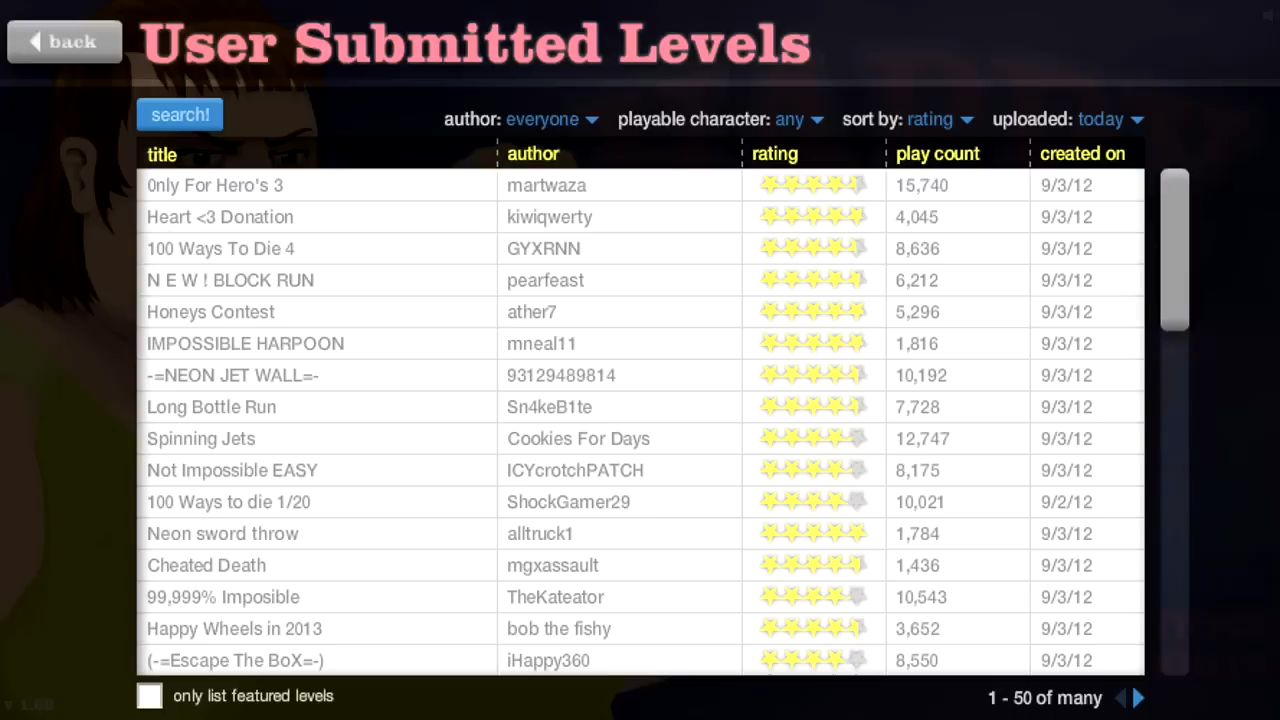 back
User Submitted Levels
search!
author: everyone playable character: any sort by: rating uploaded: today
title author rating play count created on
0nly For Hero's 3 martwaza 15,740 9/3/12
Heart <3 Donation kiwiqwerty 4,045 9/3/12
100 Ways To Die 4 GYXRNN 8,636 9/3/12
N E W ! BLOCK RUN pearfeast 6,212 9/3/12
Honeys Contest ather7 5,296 9/3/12
IMPOSSIBLE HARPOON mneal11 1,816 9/3/12
-=NEON JET WALL=- 93129489814 10,192 9/3/12
Long Bottle Run Sn4keB1te 7,728 9/3/12
Spinning Jets Cookies For Days 12,747 9/3/12
Not Impossible EASY ICYcrotchPATCH 8,175 9/3/12
100 Ways to die 1/20 ShockGamer29 10,021 9/2/12
Neon sword throw alltruck1 1,784 9/3/12
Cheated Death mgxassault 1,436 9/3/12
99,999% Imposible TheKateator 10,543 9/3/12
Happy Wheels in 2013 bob the fishy 3,652 9/3/12
(-=Escape The BoX=-) iHappy360 8,550 9/3/12
only list featured levels 1 - 50 of many